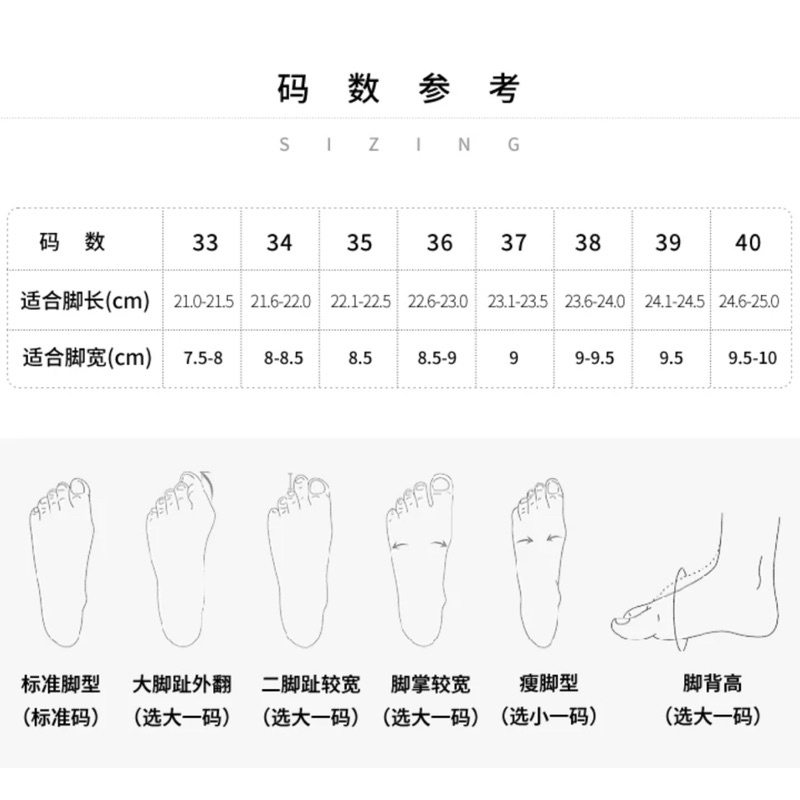 码数参考
SIZING
码数 33 34 35 36 37 38 39 40
适合脚长(cm) 21.0-21.5 21.6-22.0 22.1-22.5 22.6-23.0 23.1-23.5 23.6-24.0 24.1-24.5 24.6-25.0
适合脚宽(cm) 7.5-8 8-8.5 8.5 8.5-9 9 9-9.5 9.5 9.5-10
标准脚型 大脚趾外翻 二脚趾较宽 脚掌较宽 瘦脚型 脚背高
(标准码) (选大一码) (选大一码) (选大一码) (选小一码) (选大一码)